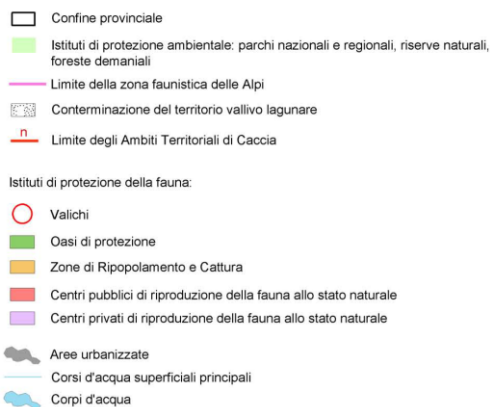 Confine provinciale
Istituti di protezione ambientale: parchi nazionali e regionali, riserve naturali,
foreste demaniali
Limite della zona faunistica delle Alpi
Conterminazione del territorio vallivo lagunare
n
Limite degli Ambiti Territoriali di Caccia
Istituti di protezione della fauna:
Valichi
Oasi di protezione
Zone di Ripopolamento e Cattura
Centri pubblici di riproduzione della fauna allo stato naturale
Centri privati di riproduzione della fauna allo stato naturale
Aree urbanizzate
Corsi d'acqua superficiali principali
Corpi d'acqua